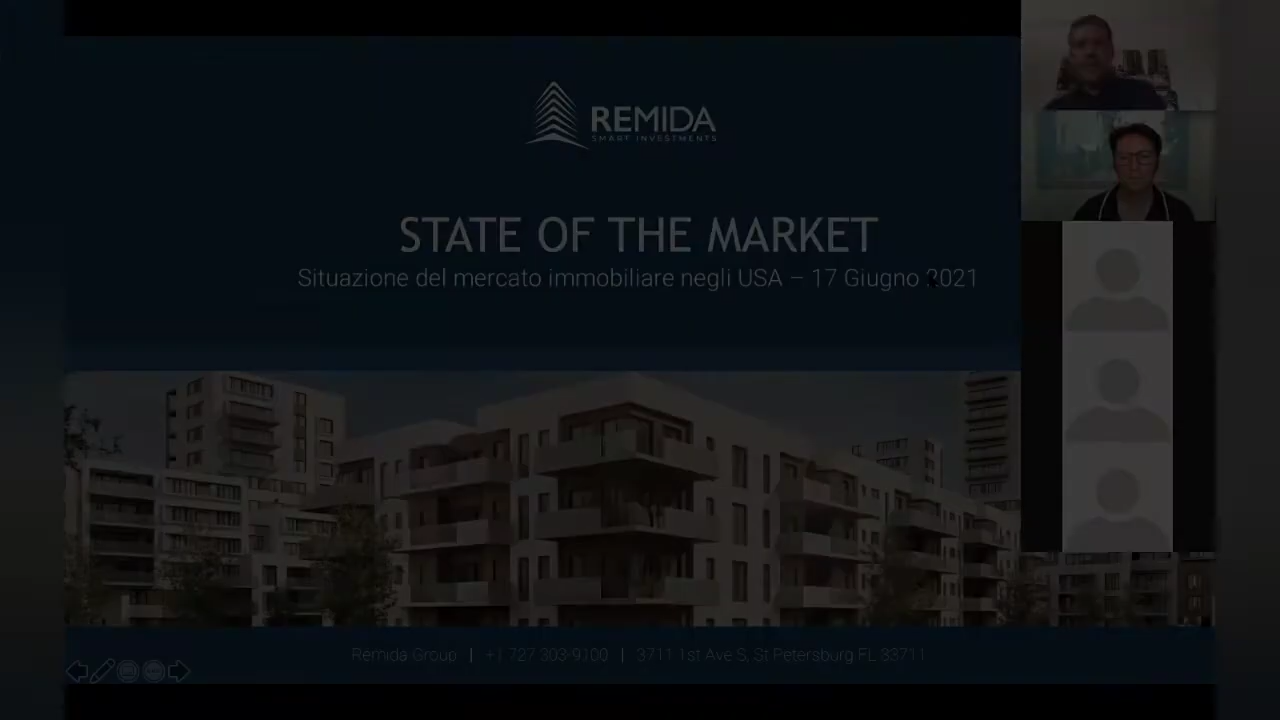 REMIDA
SMART INVESTMENTS
STATE OF THE MARKET
Situazione del mercato immobiliare negli USA – 17 Giugno 2021
Remida Group | +1 727 303-9100 | 3711 1st Ave S, St Petersburg FL 33711